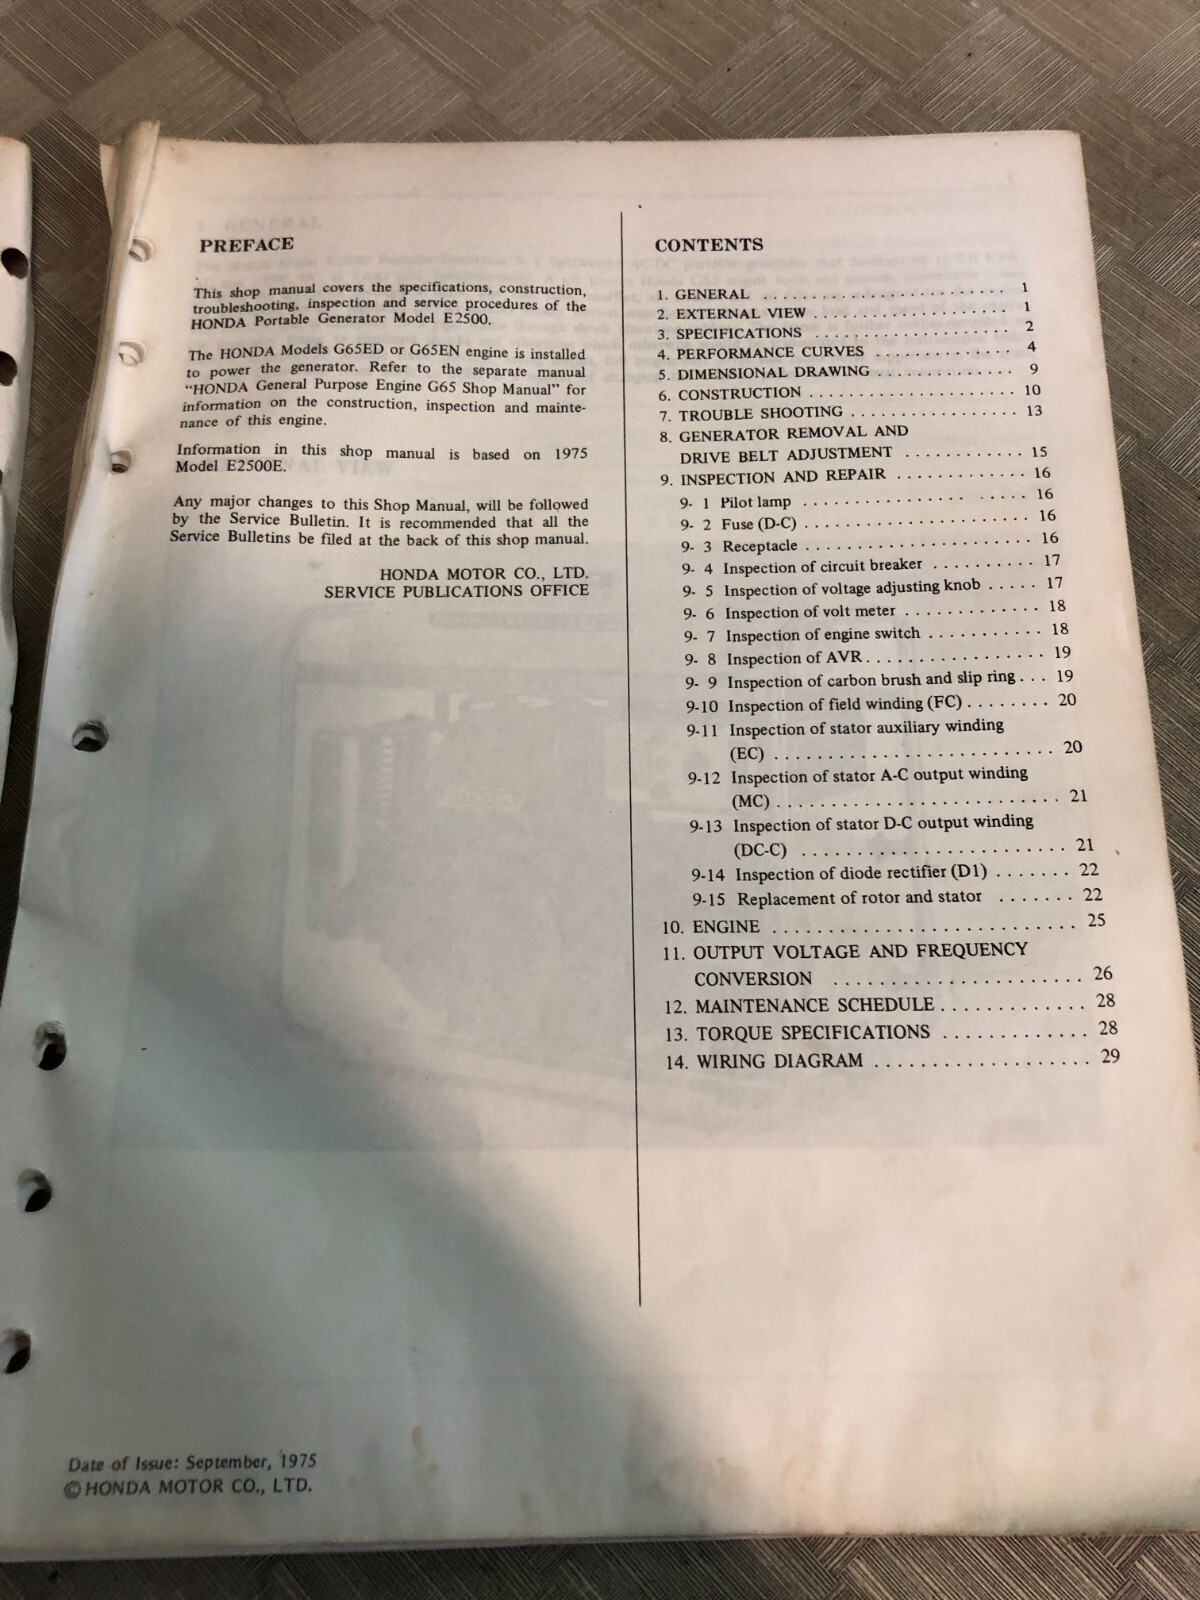 PREFACE
This shop manual covers the specifications, construction,
troubleshooting, inspection and service procedures of the
HONDA Portable Generator Model E2500.
The HONDA Models G65ED or G65EN engine is installed
to power the generator. Refer to the separate manual
“HONDA General Purpose Engine G65 Shop Manual” for
information on the construction, inspection and mainte-
nance of this engine.
Information in this shop manual is based on 1975
Model E2500E.
Any major changes to this Shop Manual, will be followed
by the Service Bulletin. It is recommended that all the
Service Bulletins be filed at the back of this shop manual.
HONDA MOTOR CO., LTD.
SERVICE PUBLICATIONS OFFICE
Date of Issue: September, 1975
© HONDA MOTOR CO., LTD.
CONTENTS
1. GENERAL .......................... 1
2. EXTERNAL VIEW .................... 1
3. SPECIFICATIONS .................... 2
4. PERFORMANCE CURVES ............. 4
5. DIMENSIONAL DRAWING ............. 9
6. CONSTRUCTION ..................... 10
7. TROUBLE SHOOTING ................. 13
8. GENERATOR REMOVAL AND
DRIVE BELT ADJUSTMENT ............ 15
9. INSPECTION AND REPAIR ............. 16
9- 1 Pilot lamp ..................... 16
9- 2 Fuse (D-C) ........................ 16
9- 3 Receptacle ....................... 16
9- 4 Inspection of circuit breaker .......... 17
9- 5 Inspection of voltage adjusting knob ..... 17
9- 6 Inspection of volt meter ............. 18
9- 7 Inspection of engine switch ........... 18
9- 8 Inspection of AVR................. 19
9- 9 Inspection of carbon brush and slip ring... 19
9-10 Inspection of field winding (FC)........ 20
9-11 Inspection of stator auxiliary winding
(EC) .......................... 20
9-12 Inspection of stator A-C output winding
(MC).......................... 21
9-13 Inspection of stator D-C output winding
(DC-C) ........................ 21
9-14 Inspection of diode rectifier (D1)....... 22
9-15 Replacement of rotor and stator ....... 22
10. ENGINE ............................ 25
11. OUTPUT VOLTAGE AND FREQUENCY
CONVERSION ....................... 26
12. MAINTENANCE SCHEDULE............. 28
13. TORQUE SPECIFICATIONS ............. 28
14. WIRING DIAGRAM .................... 29